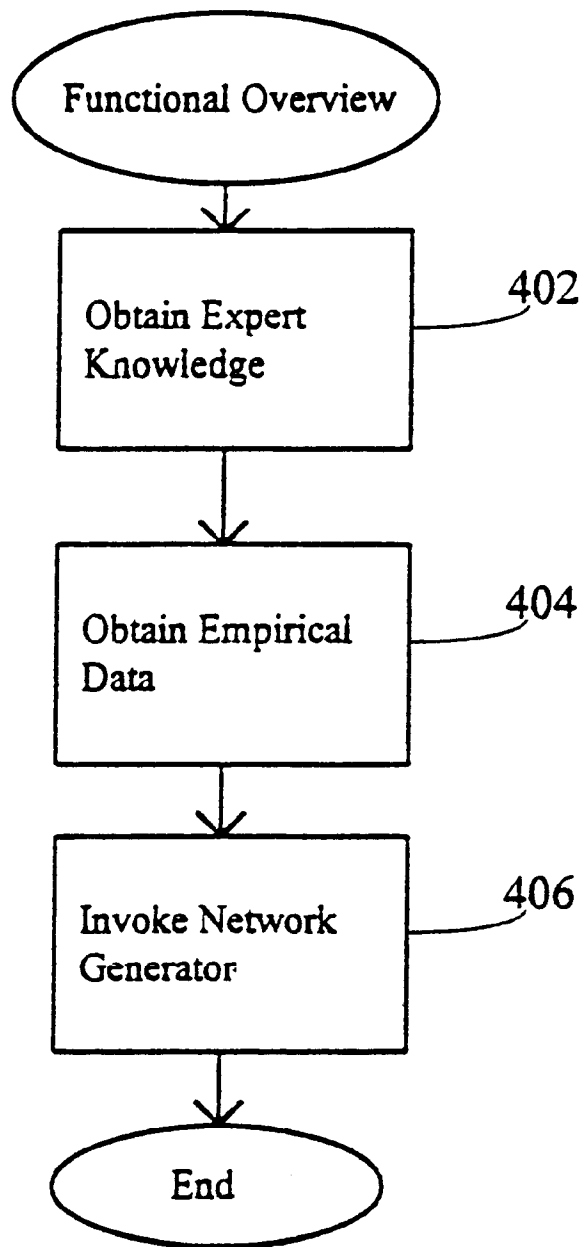 Functional Overview
Obtain Expert
Knowledge
402
Obtain Empirical
Data
404
Invoke Network
Generator
406
End